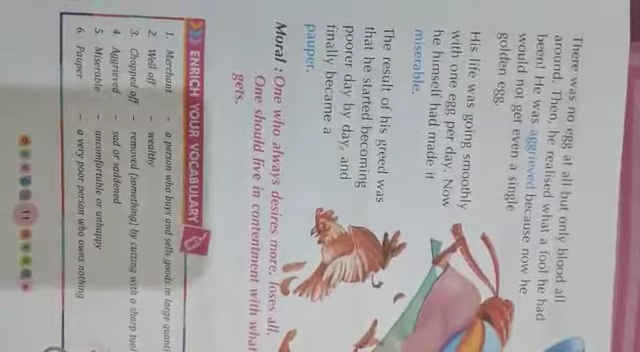 There was no egg at all but only blood all
around. Then, he realised what a fool he had
been! He was aggrieved because now he
would not get even a single
golden egg.
His life was going smoothly
with one egg per day. Now
he himself had made it
miserable.
The result of his greed was
that he started becoming
poorer day by day, and
finally became a
pauper.
Moral : One who always desires more, loses all.
One should live in contentment with what
gets.
ENRICH YOUR VOCABULARY
1. Merchant - a person who buys and sells goods in large quanti
2. Well off - wealthy
3. Chopped off - removed (something) by cutting with a sharp tool
4. Aggrieved - sad or saddened
5. Miserable - uncomfortable or unhappy
6. Pauper - a very poor person who owns nothing
11